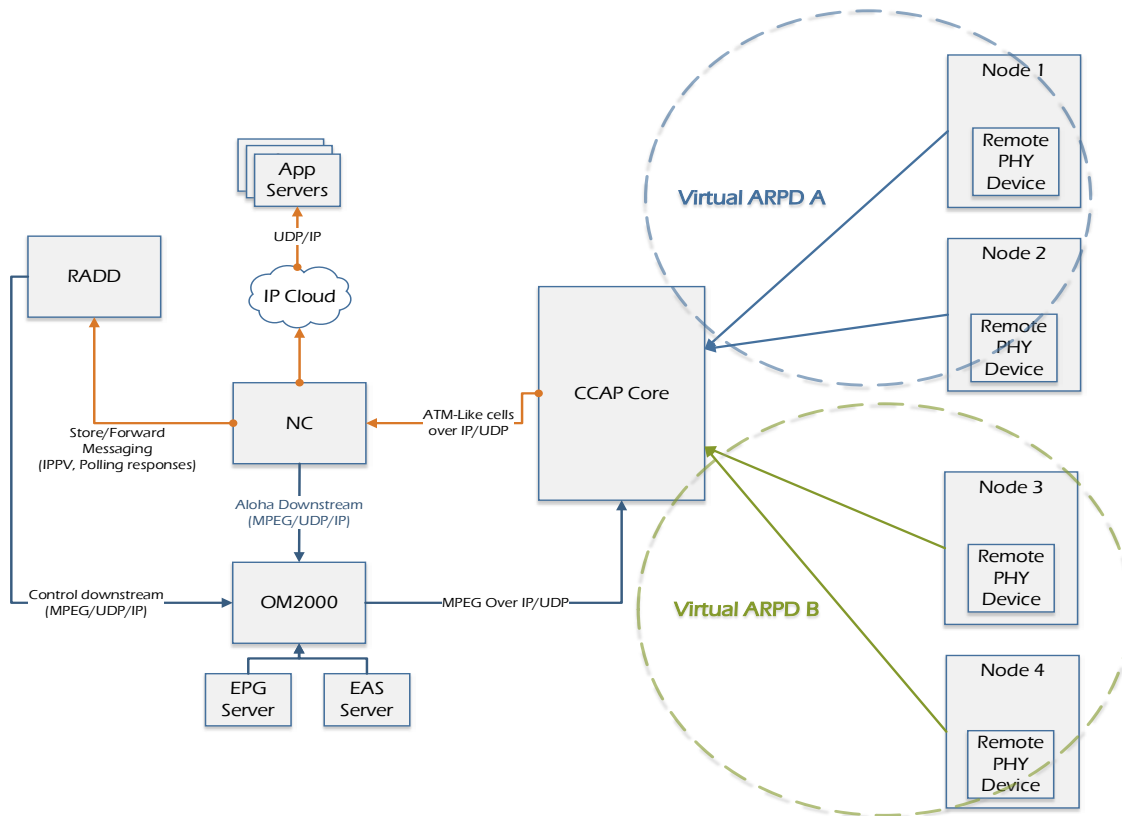 Node 1
Remote
PHY
Device
App
Servers
Virtual ARPD A
UDP/IP
Node 2
RADD
IP Cloud
Remote
PHY
Device
CCAP Core
NC
ATM-Like cells
over IP/UDP
Store/Forward
Messaging
(IPPV, Polling responses)
Aloha Downstream
(MPEG/UDP/IP)
Node 3
Remote
PHY
Device
Control downstream
(MPEG/UDP/IP)
OM2000
MPEG Over IP/UDP
Virtual ARPD B
Node 4
EPG
Server
EAS
Server
Remote
PHY
Device